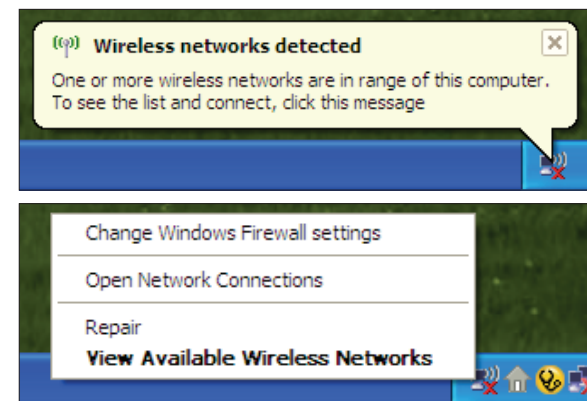 Wireless networks detected
One or more wireless networks are in range of this computer.
To see the list and connect, click this message
Change Windows Firewall settings
Open Network Connections
Repair
View Available Wireless Networks